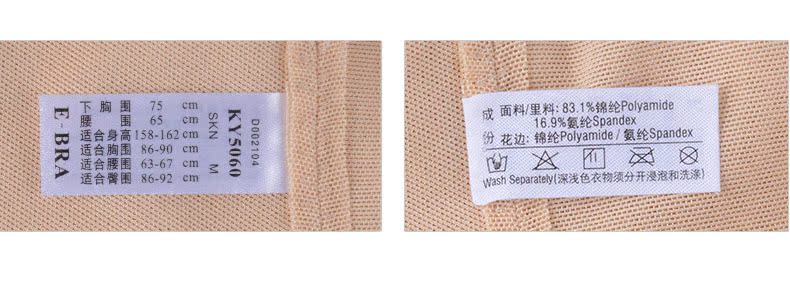 E-BRA
下胸围 75 cm
腰围 65 cm
适合身高 158-162 cm
适合胸围 86-90 cm
适合腰围 63-67 cm
适合臀围 86-92 cm
SKN M
KY5060
D002104
成份
面料/里料: 83.1%锦纶Polyamide
16.9%氨纶Spandex
花边: 锦纶Polyamide / 氨纶Spandex
Wash Separately(深浅色衣物须分开浸泡和洗涤)